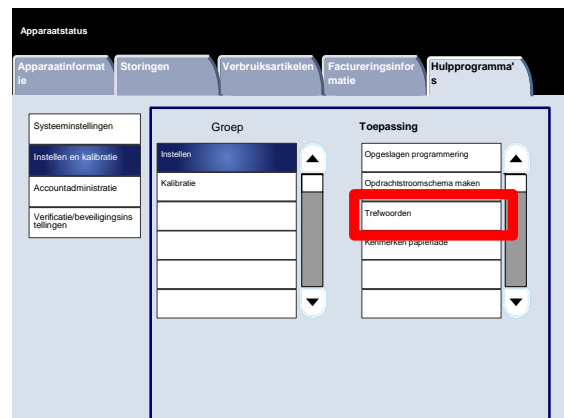 Apparaatstatus
Apparaatinformat
ie
Storingen
Verbruiksartikelen
Factureringsinfor
matie
Hulpprogramma'
s
Systeeminstellingen
Instellen en kalibratie
Accountadministratie
Verificatie/beveiligingsins
tellingen
Groep
Instellen
Kalibratie
Toepassing
Opgeslagen programmering
Opdrachtstroomschema maken
Trefwoorden
Kenmerken papierlade